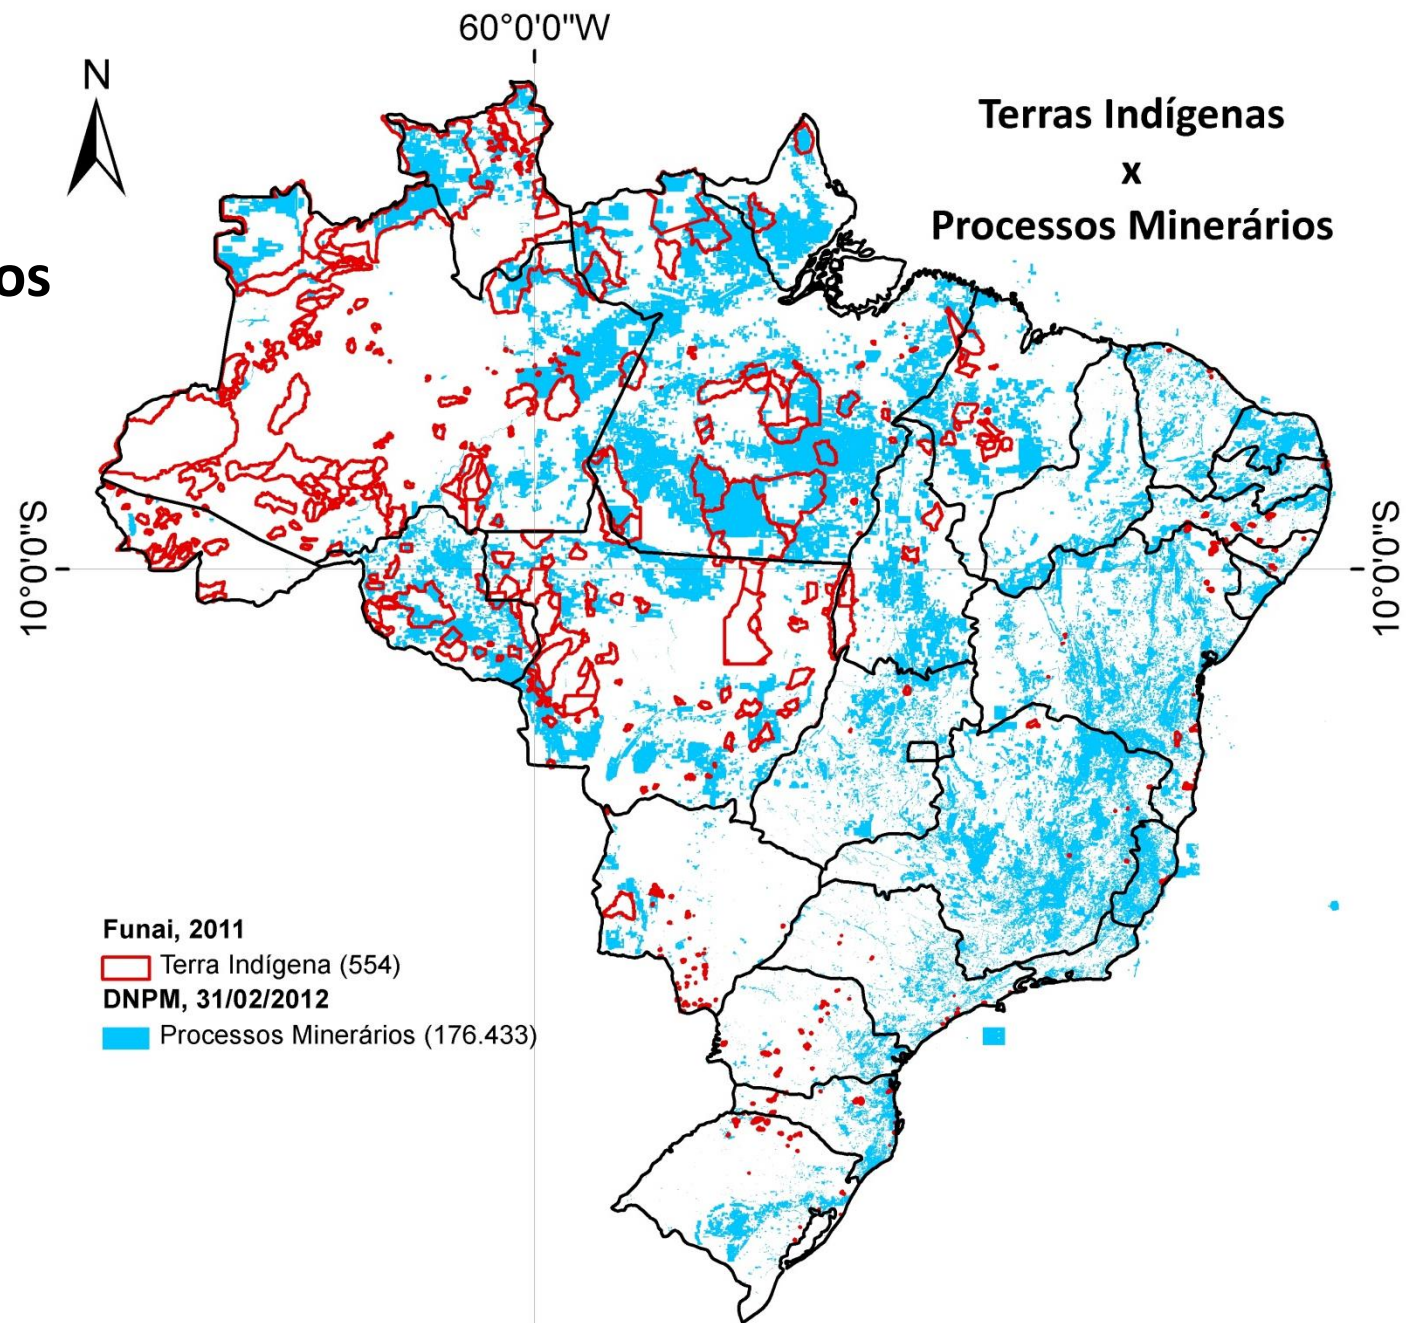 60°0'0"W
N
Terras Indígenas
x
Processos Minerários
os
10°0'0"S
10°0'0"S
Funai, 2011
Terra Indígena (554)
DNPM, 31/02/2012
Processos Minerários (176.433)